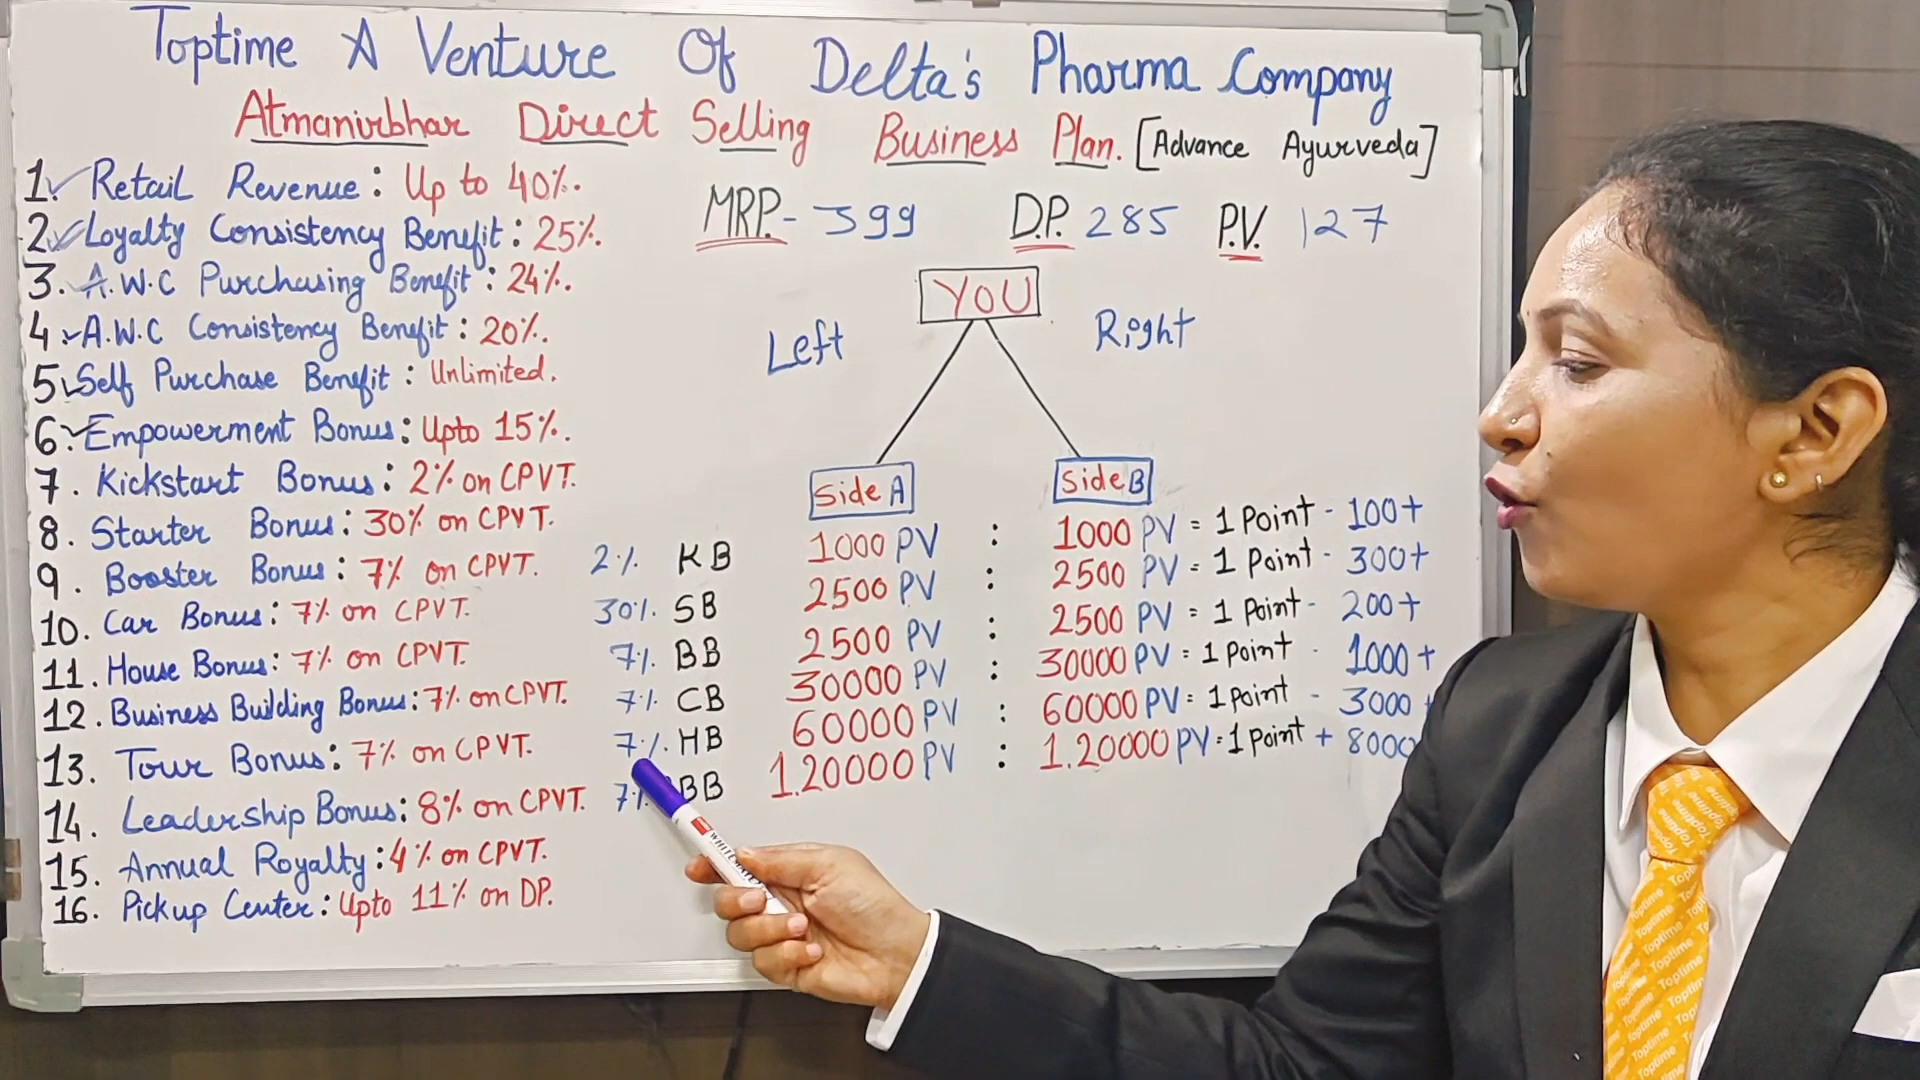 Toptime A Venture Of Delta's Pharma Company
Atmanirbhar Direct Selling Business Plan. [Advance Ayurveda]
1. Retail Revenue : Up to 40%.
2. Loyalty Consistency Benefit : 25%.
3. A.W.C Purchasing Benefit : 24%.
4. A.W.C Consistency Benefit : 20%.
5. Self Purchase Benefit : Unlimited.
6. Empowerment Bonus : Upto 15%.
7. Kickstart Bonus : 2% on CPVT.
8. Starter Bonus : 30% on CPVT.
9. Booster Bonus : 7% on CPVT.
10. Car Bonus : 7% on CPVT.
11. House Bonus : 7% on CPVT.
12. Business Building Bonus : 7% on CPVT.
13. Tour Bonus : 7% on CPVT.
14. Leadership Bonus : 8% on CPVT.
15. Annual Royalty : 4% on CPVT.
16. Pickup Center : Upto 11% on DP.
MRP. - 399 D.P. 285 P.V. 127
YOU
Left Right
Side A Side B
2% KB 1000 PV : 1000 PV = 1 Point - 100+
30% SB 2500 PV : 2500 PV = 1 Point - 300+
7% BB 2500 PV : 2500 PV = 1 Point - 200+
7% CB 30000 PV : 30000 PV = 1 Point - 1000+
7% HB 60000 PV : 60000 PV = 1 Point - 3000+
7% BB 1.20000 PV : 1.20000 PV = 1 Point + 8000
WHITE
Toptime